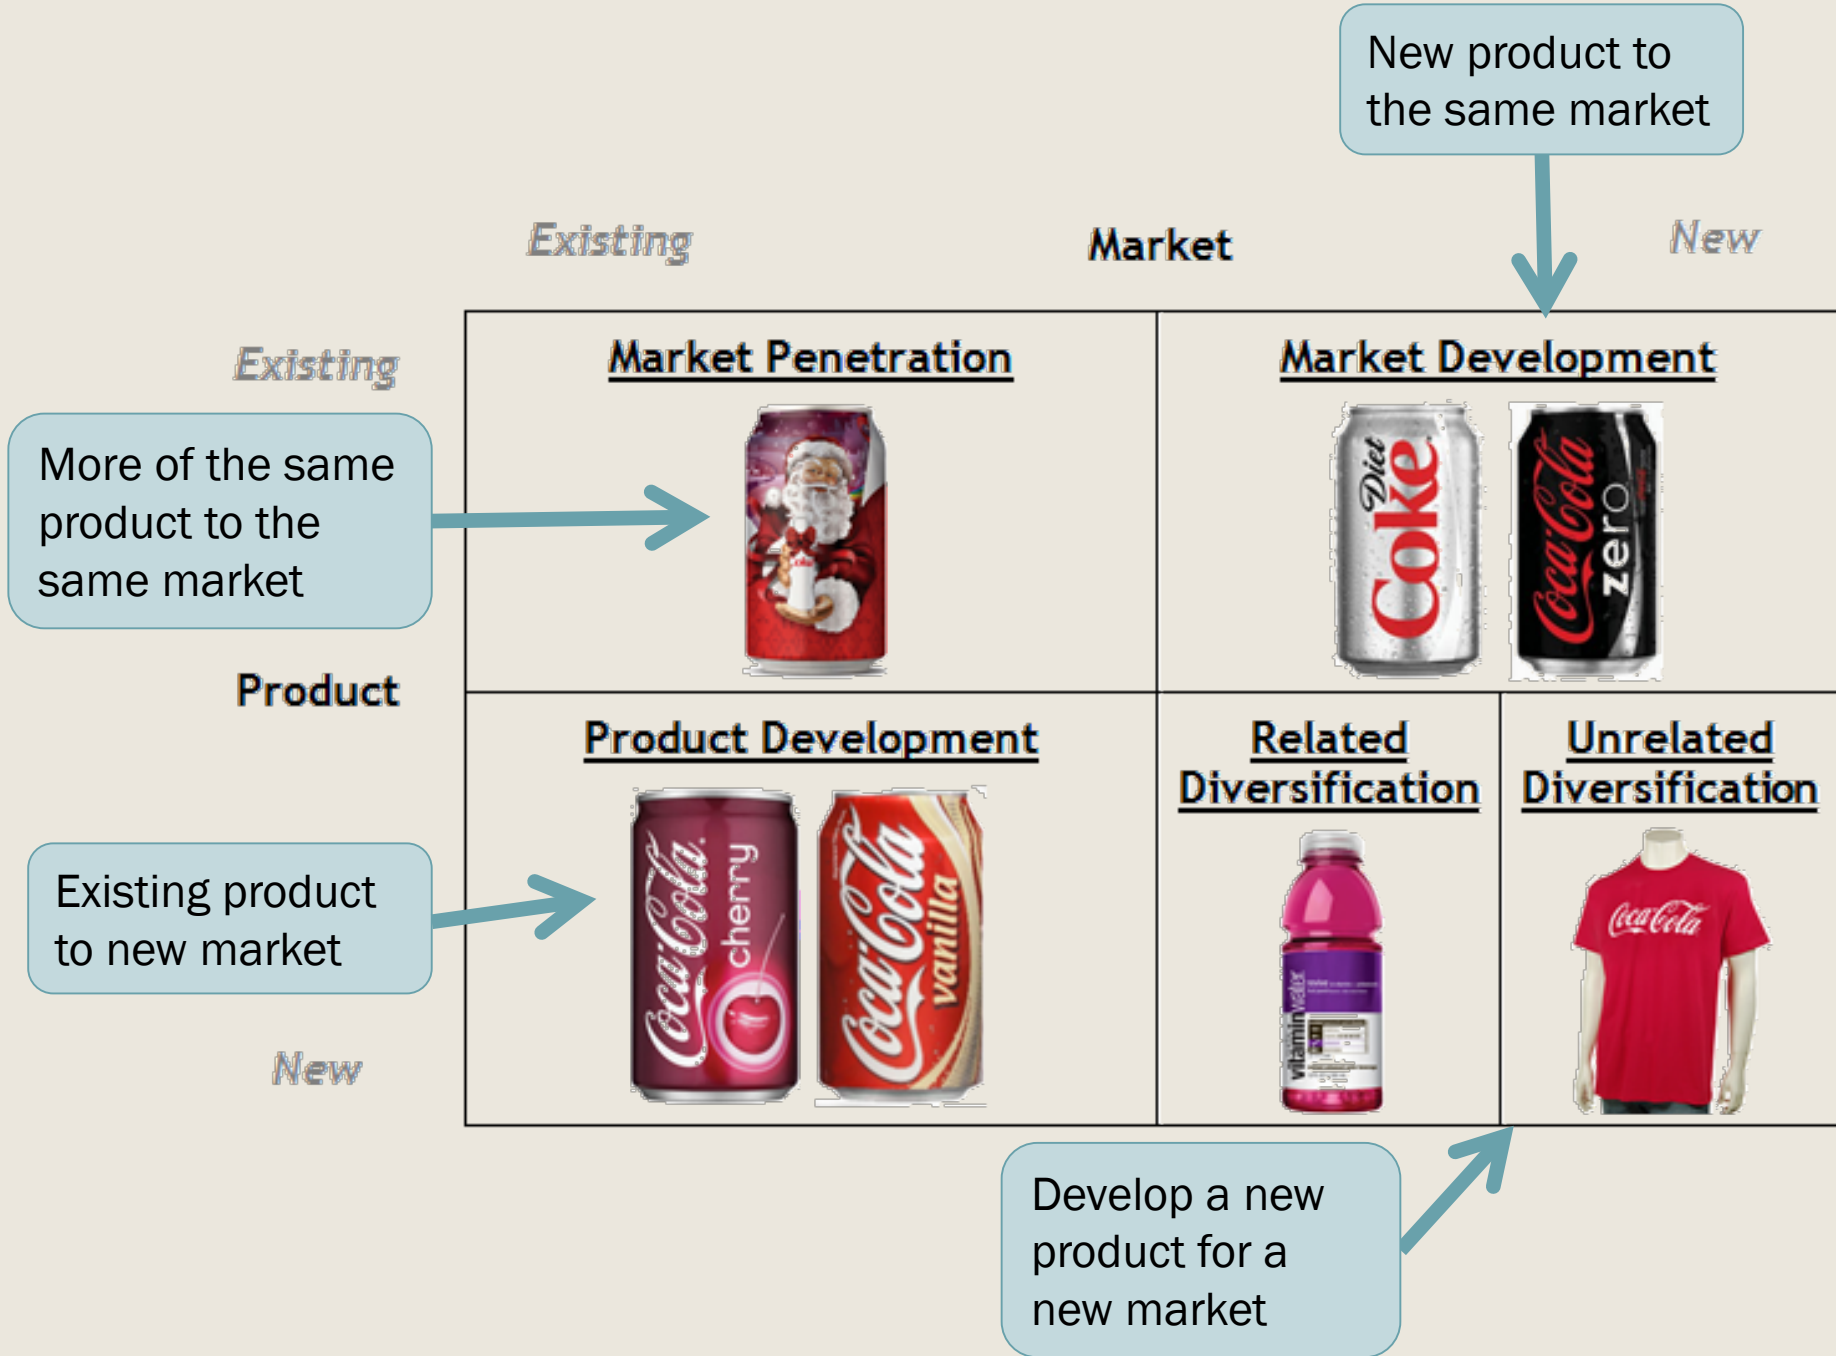 New product to
the same market
Existing
Market
New
Existing
Market Penetration
Market Development
More of the same
product to the
same market
Diet
Coke
Coca-Cola
zero
Product
Product Development
Related
Diversification
Unrelated
Diversification
Existing product
to new market
Coca-Cola
cherry
Coca-Cola
vanilla
vitaminwater
Coca-Cola
New
Develop a new
product for a
new market